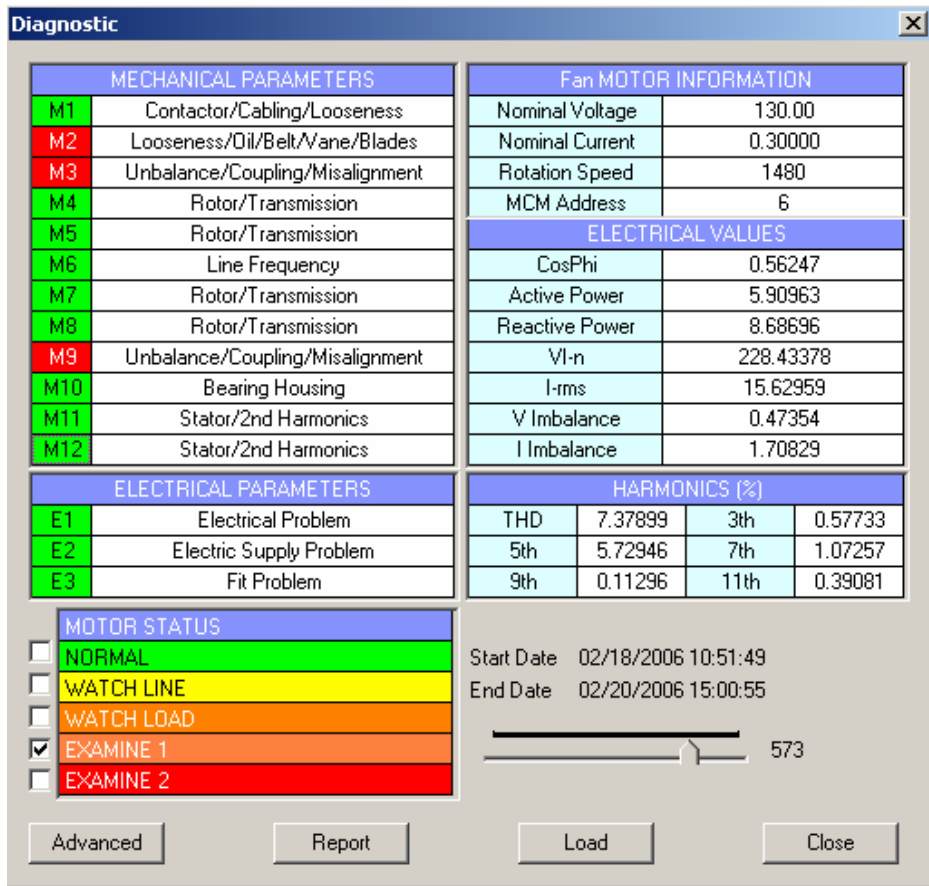 Diagnostic
MECHANICAL PARAMETERS
M1 Contactor/Cabling/Looseness
M2 Looseness/Oil/Belt/Vane/Blades
M3 Unbalance/Coupling/Misalignment
M4 Rotor/Transmission
M5 Rotor/Transmission
M6 Line Frequency
M7 Rotor/Transmission
M8 Rotor/Transmission
M9 Unbalance/Coupling/Misalignment
M10 Bearing Housing
M11 Stator/2nd Harmonics
M12 Stator/2nd Harmonics
Fan MOTOR INFORMATION
Nominal Voltage 130.00
Nominal Current 0.30000
Rotation Speed 1480
MCM Address 6
ELECTRICAL VALUES
CosPhi 0.56247
Active Power 5.90963
Reactive Power 8.68696
Vl-n 228.43378
I-rms 15.62959
V Imbalance 0.47354
I Imbalance 1.70829
ELECTRICAL PARAMETERS
E1 Electrical Problem
E2 Electric Supply Problem
E3 Fit Problem
HARMONICS (%)
THD 7.37899 3th 0.57733
5th 5.72946 7th 1.07257
9th 0.11296 11th 0.39081
MOTOR STATUS
NORMAL
WATCH LINE
WATCH LOAD
EXAMINE 1
EXAMINE 2
Start Date 02/18/2006 10:51:49
End Date 02/20/2006 15:00:55
573
Advanced Report Load Close